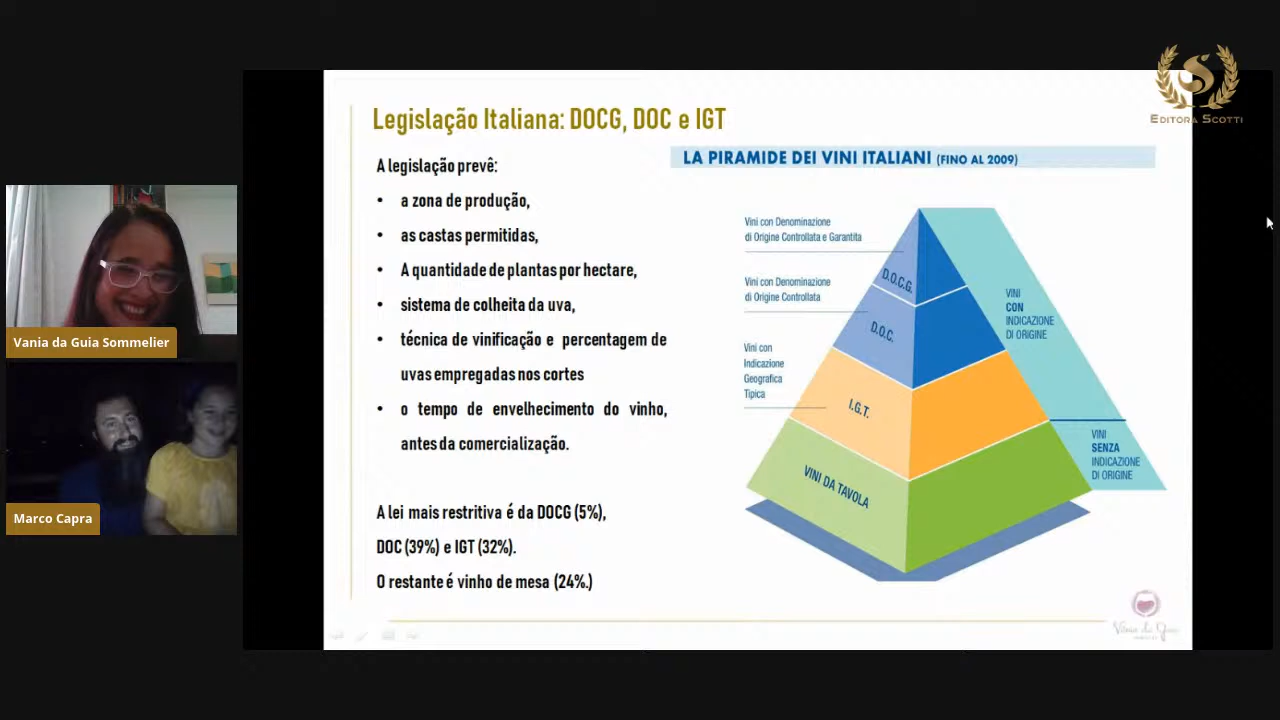 EDITORA SCOTTI
Legislação Italiana: DOCG, DOC e IGT
A legislação prevê:
• a zona de produção,
• as castas permitidas,
• A quantidade de plantas por hectare,
• sistema de colheita da uva,
• técnica de vinificação e percentagem de
uvas empregadas nos cortes
• o tempo de envelhecimento do vinho,
antes da comercialização.
A lei mais restritiva é da DOCG (5%),
DOC (39%) e IGT (32%).
O restante é vinho de mesa (24%.)
LA PIRAMIDE DEI VINI ITALIANI (FINO AL 2009)
Vini con Denominazione
di Origine Controllata e Garantita
Vini con Denominazione
di Origine Controllata
Vini con
Indicazione
Geografica
Tipica
D.O.C.G.
D.O.C.
I.G.T.
VINI DA TAVOLA
VINI
CON
INDICAZIONE
DI ORIGINE
VINI
SENZA
INDICAZIONE
DI ORIGINE
Vania da Guia
Vania da Guia Sommelier
Marco Capra